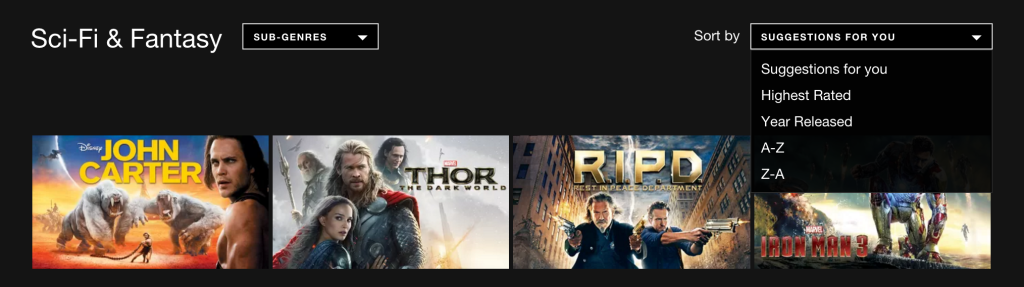 Sci-Fi & Fantasy
SUB-GENRES
Sort by
SUGGESTIONS FOR YOU
Suggestions for you
Highest Rated
Year Released
A-Z
Z-A
Disney
JOHN
CARTER
MARVEL
THOR
THE DARK WORLD
R.I.P.D.
REST IN PEACE DEPARTMENT
MARVEL
IRON MAN 3